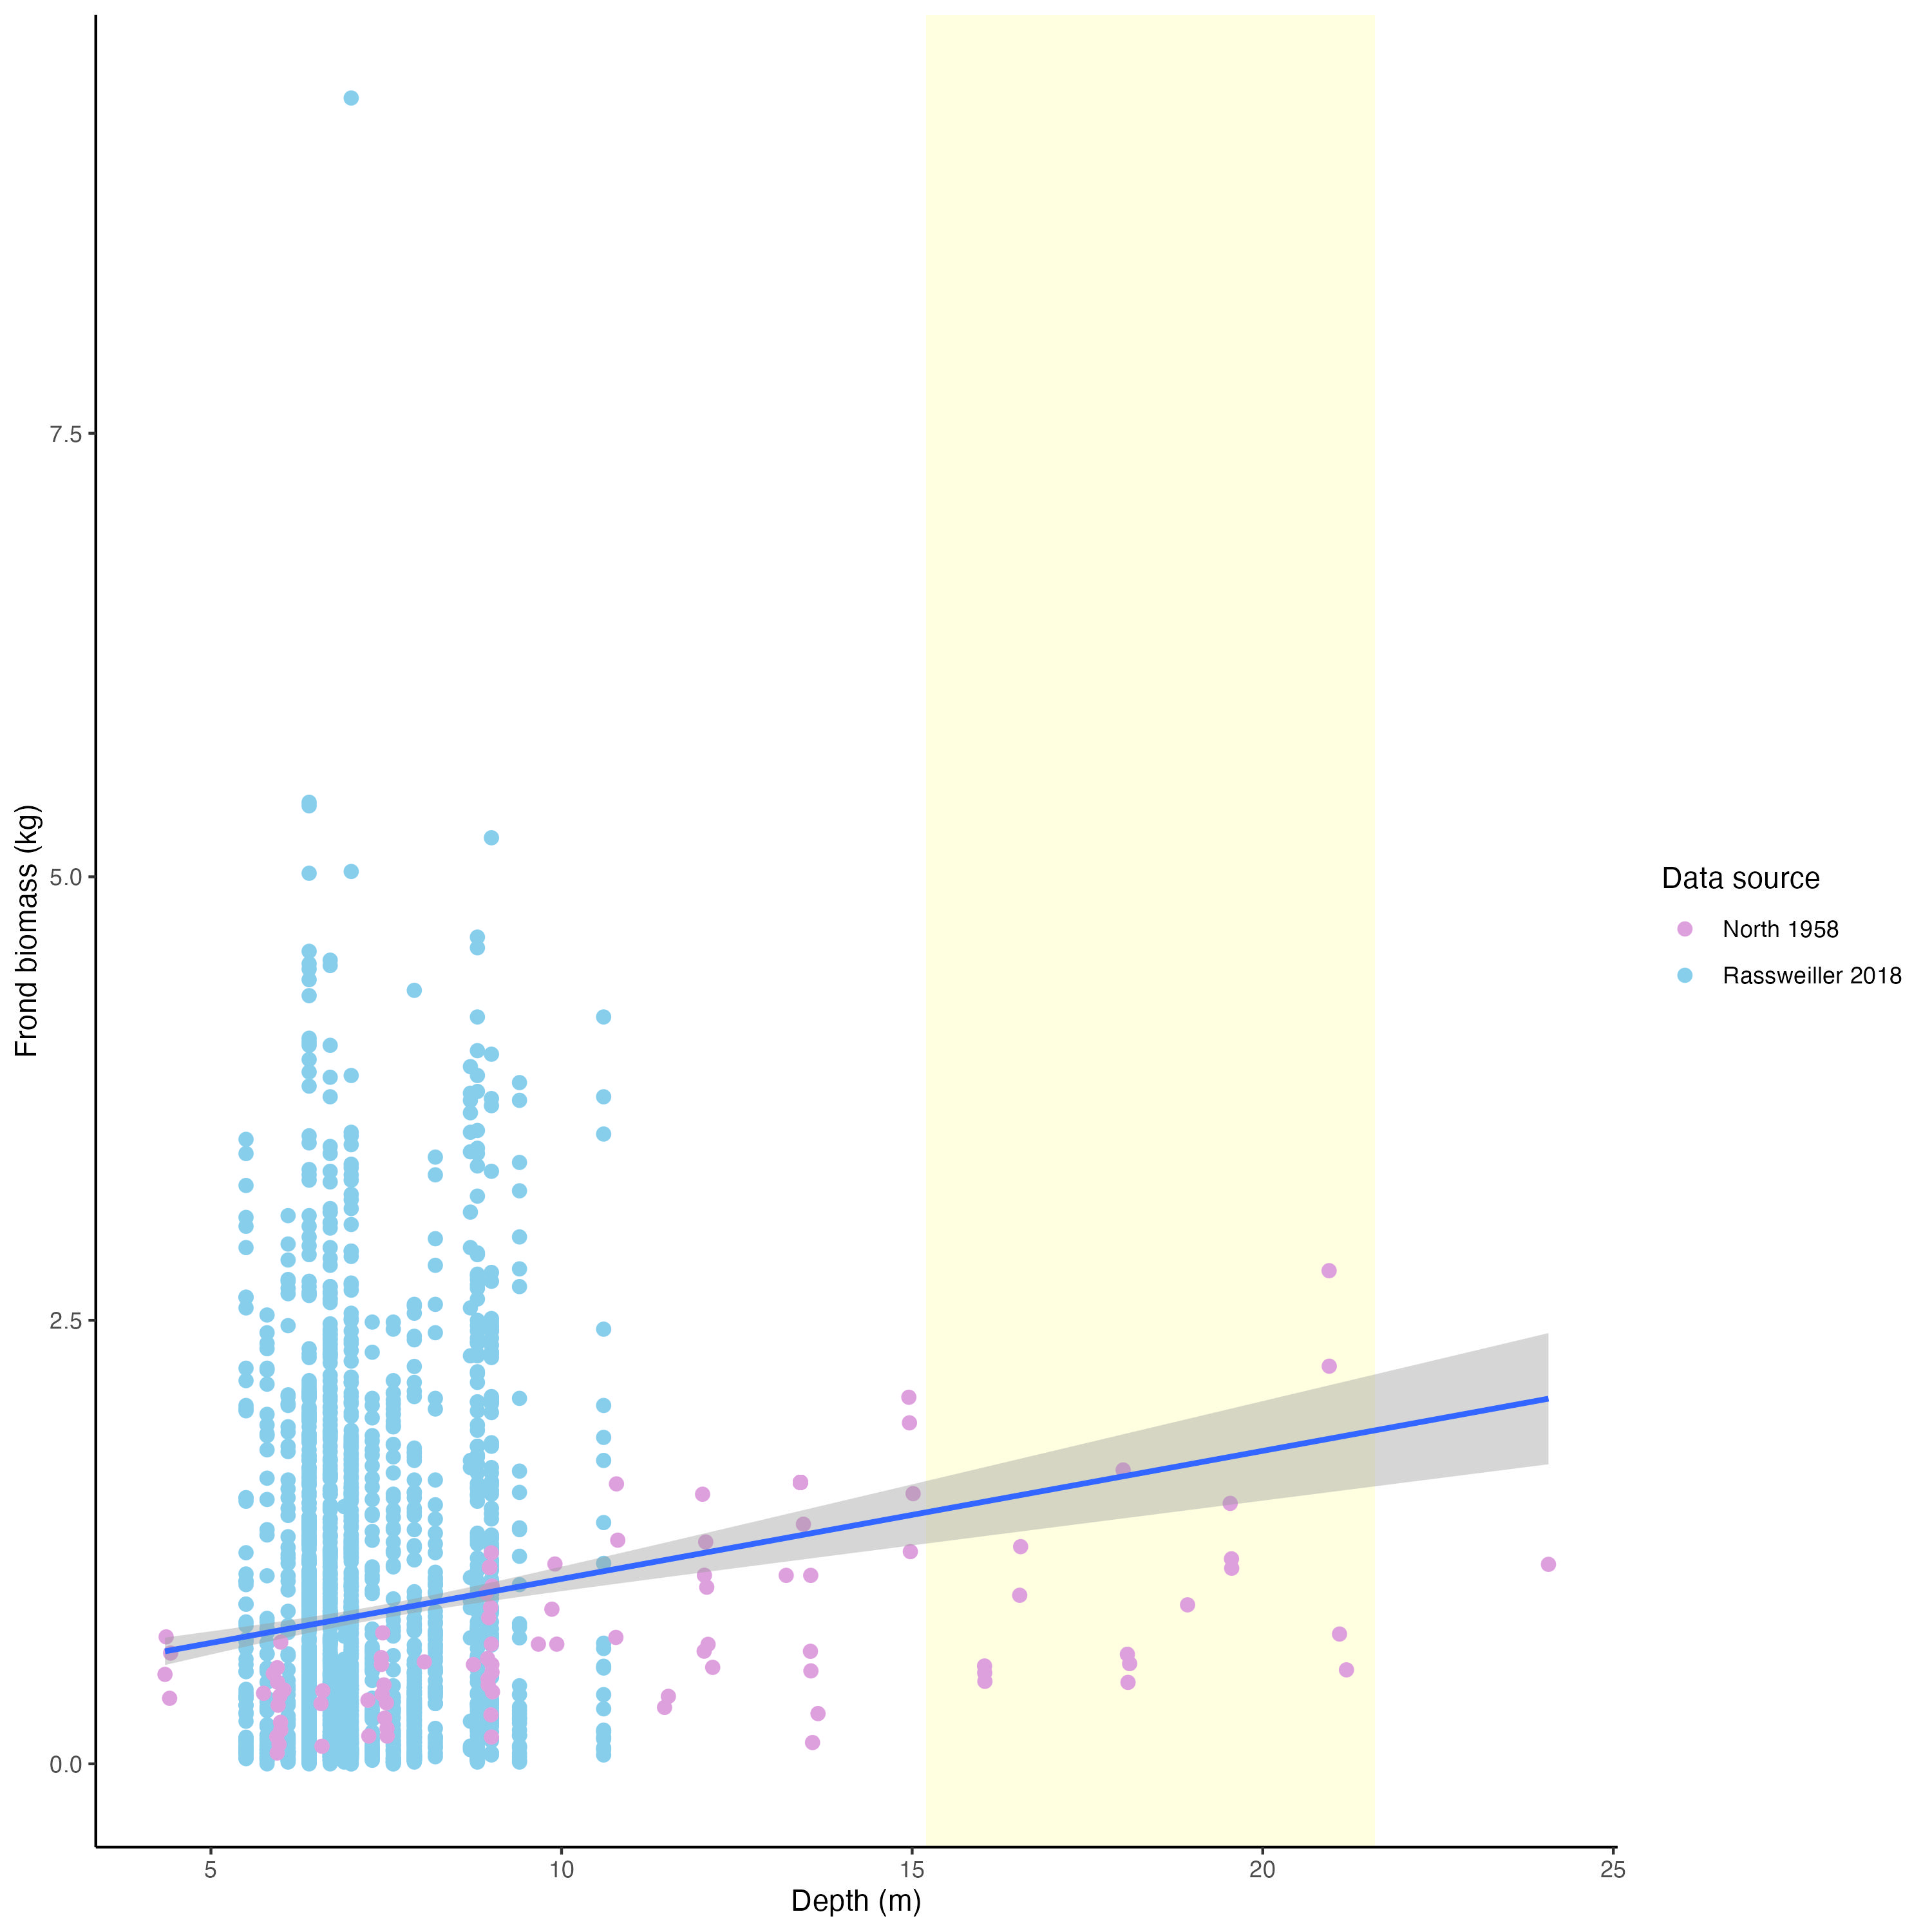 Frond biomass (kg)
7.5
5.0
2.5
0.0
5 10 15 20 25
Depth (m)
Data source
North 1958
Rassweiller 2018